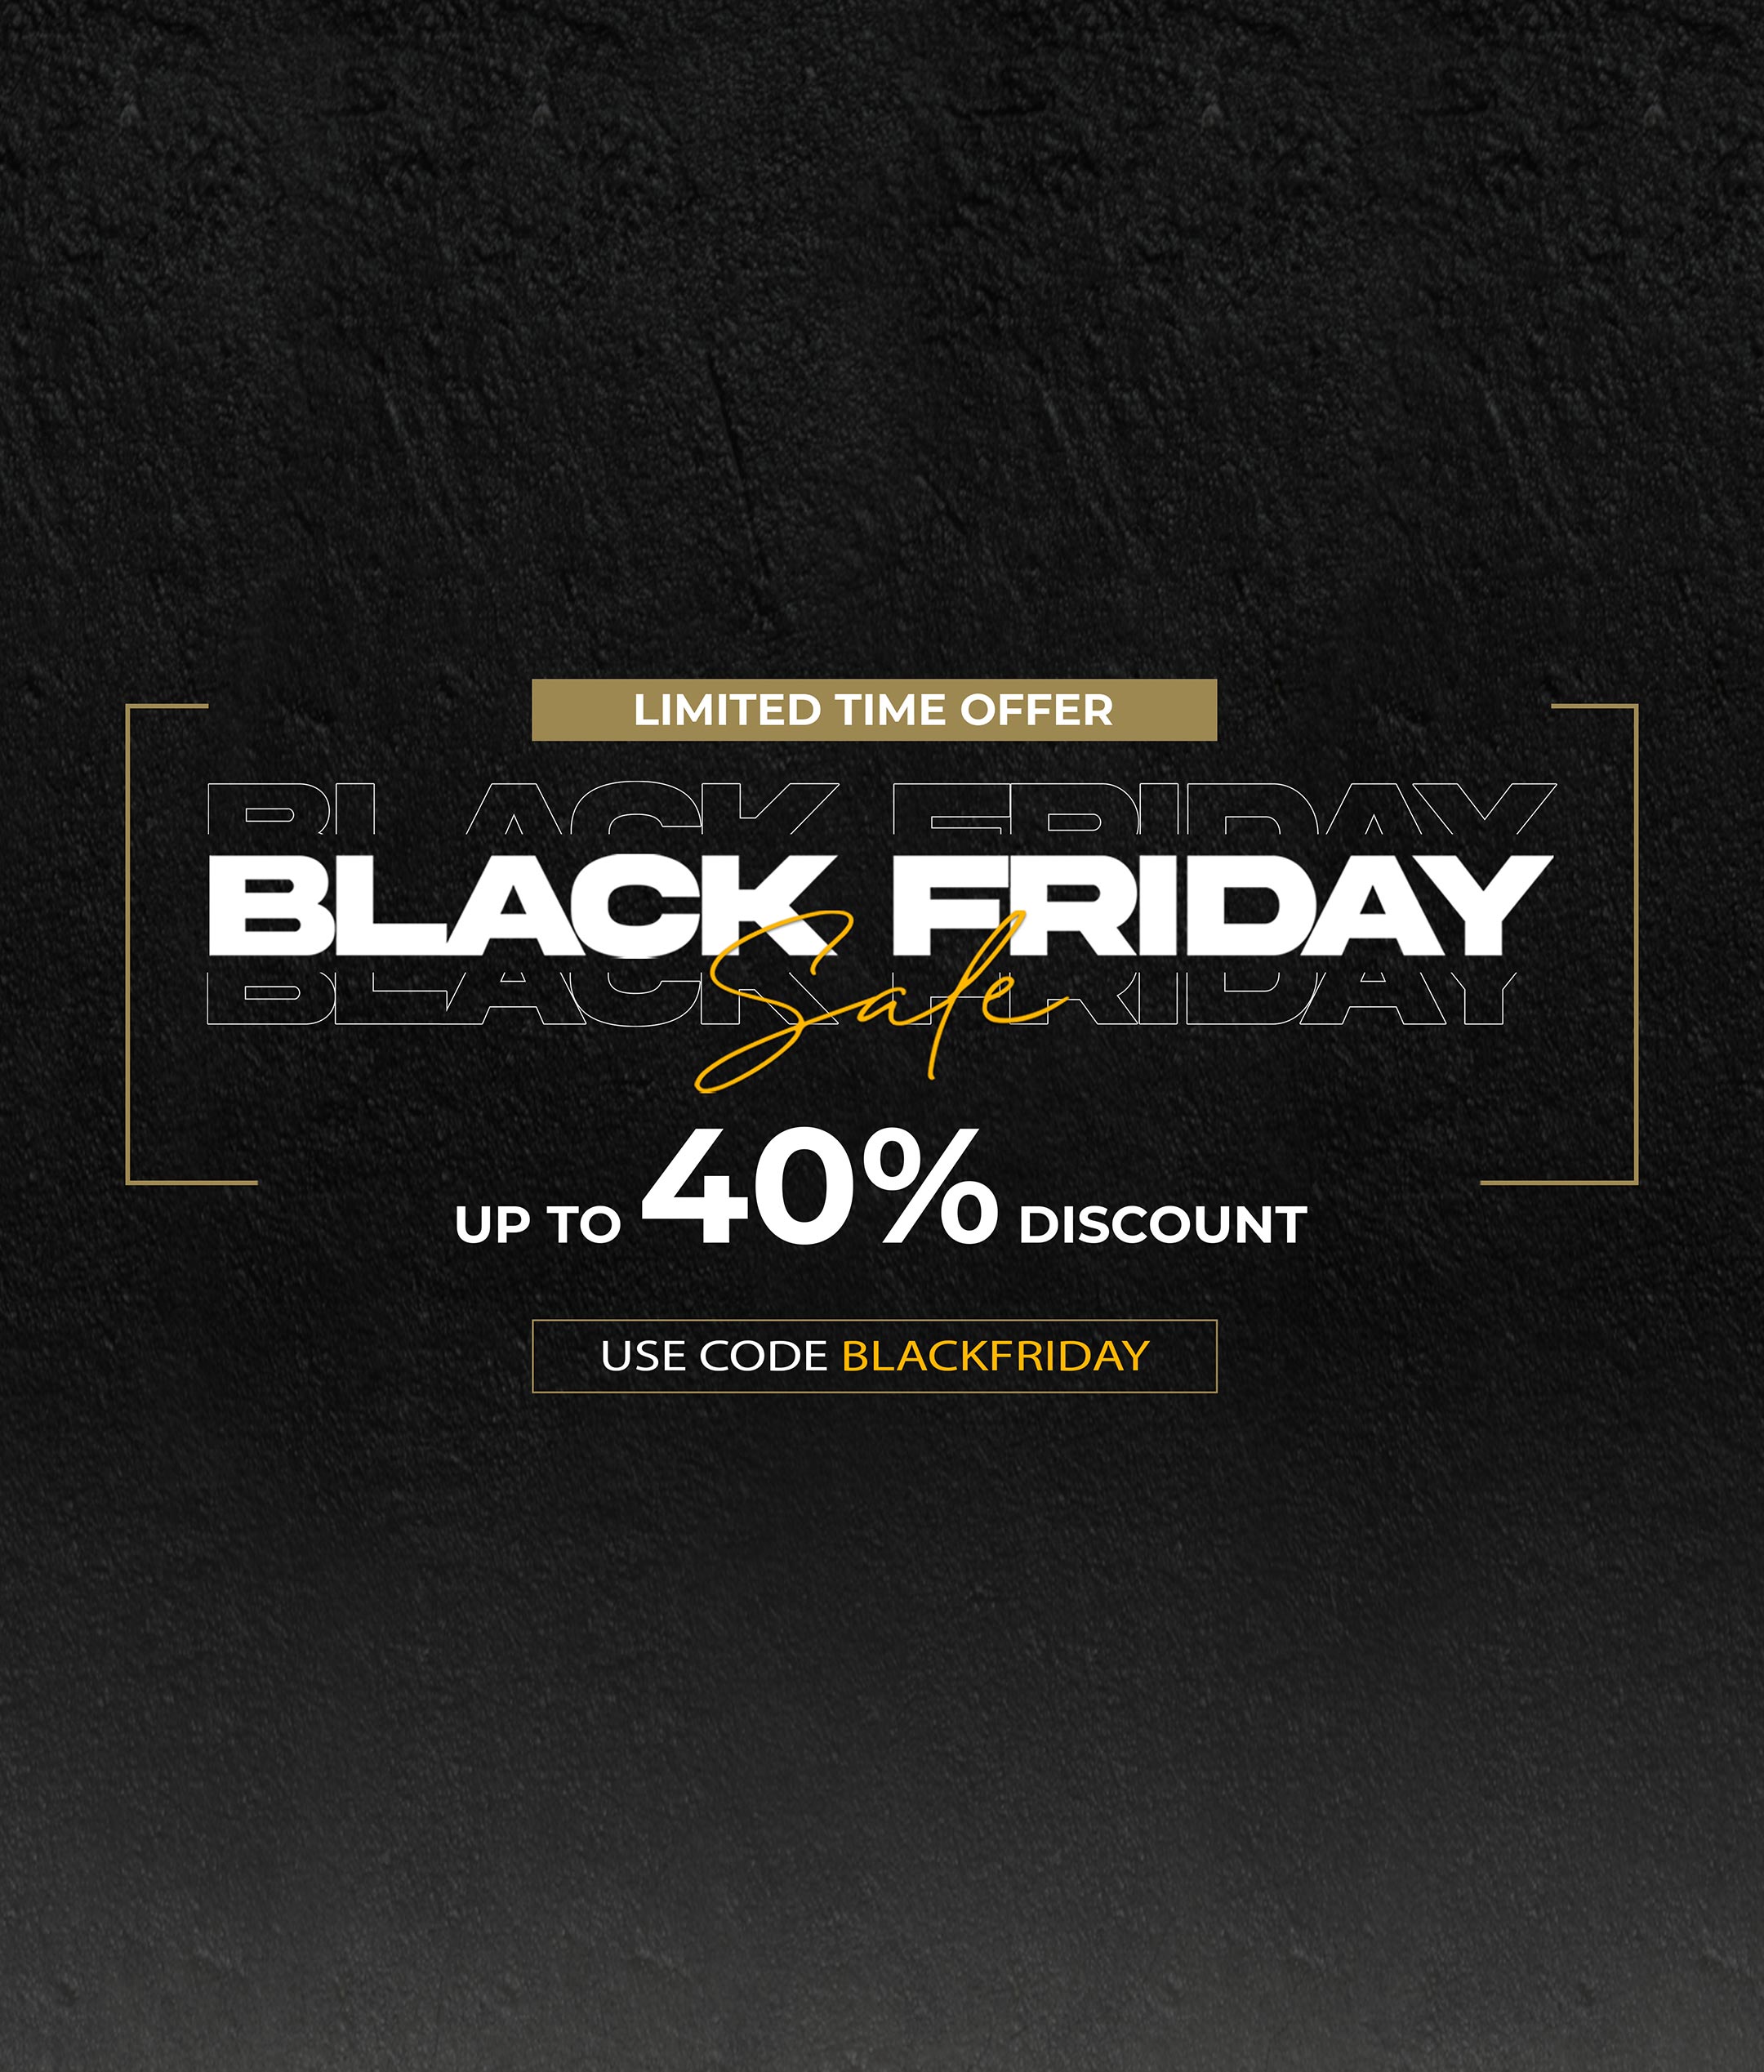 LIMITED TIME OFFER
BLACK FRIDAY
BLACK FRIDAY
BLACK FRIDAY
Sale
UP TO 40% DISCOUNT
USE CODE BLACKFRIDAY